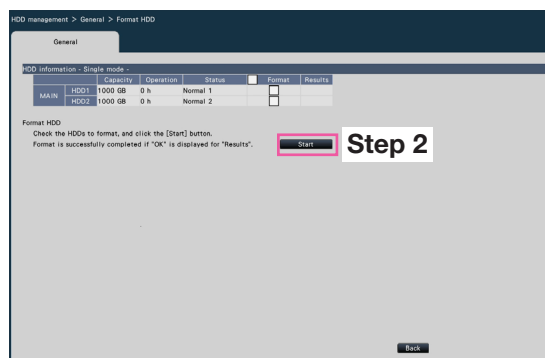 HDD management > General > Format HDD
General
HDD information - Single mode -
Capacity Operation Status Format Results
MAIN HDD1 1000 GB 0 h Normal 1
HDD2 1000 GB 0 h Normal 2
Format HDD
Check the HDDs to format, and click the [Start] button.
Format is successfully completed if "OK" is displayed for "Results". Start Step 2
Back